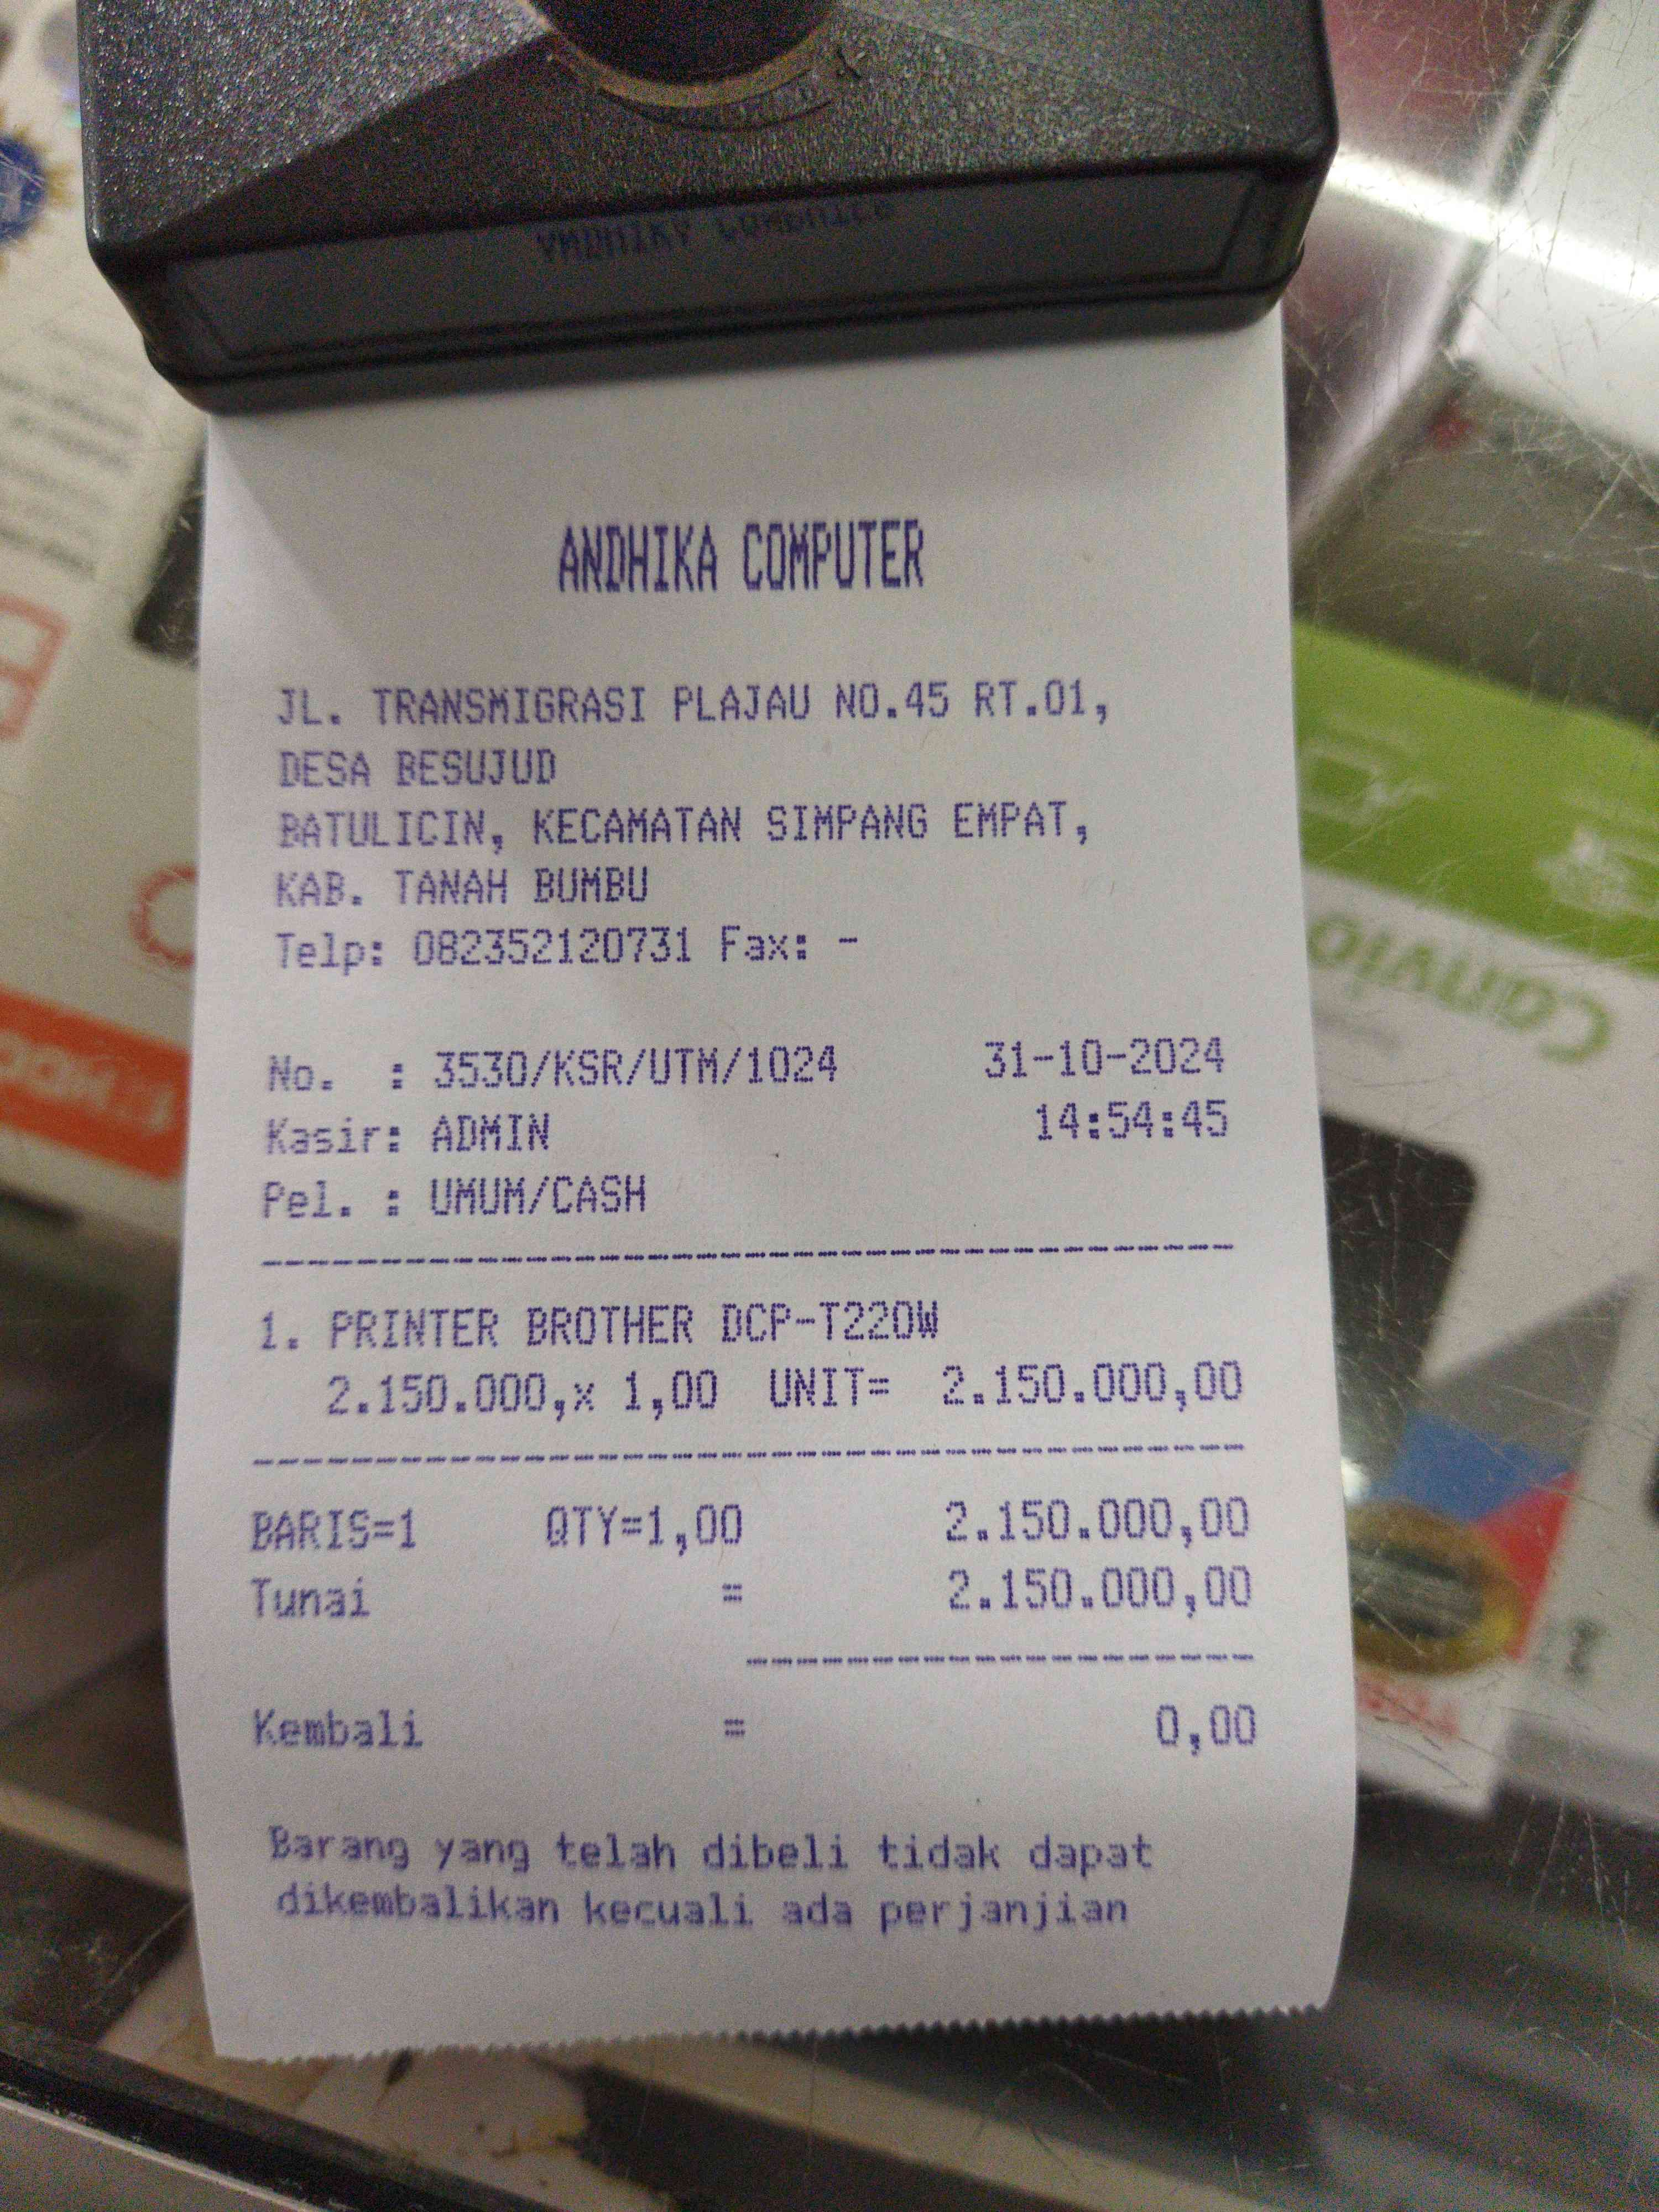 ANDHIKA COMPUTER
JL. TRANSMIGRASI PLAJAU NO.45 RT.01,
DESA BESUJUD
BATULICIN, KECAMATAN SIMPANG EMPAT,
KAB. TANAH BUMBU
Telp: 082352120731 Fax: -
No. : 3530/KSR/UTM/1024 31-10-2024
Kasir: ADMIN 14:54:45
Pel. : UMUM/CASH
1. PRINTER BROTHER DCP-T220W
2.150.000,x 1,00 UNIT= 2.150.000,00
BARIS=1 QTY=1,00 2.150.000,00
Tunai = 2.150.000,00
Kembali = 0,00
Barang yang telah dibeli tidak dapat
dikembalikan kecuali ada perjanjian
Canvio